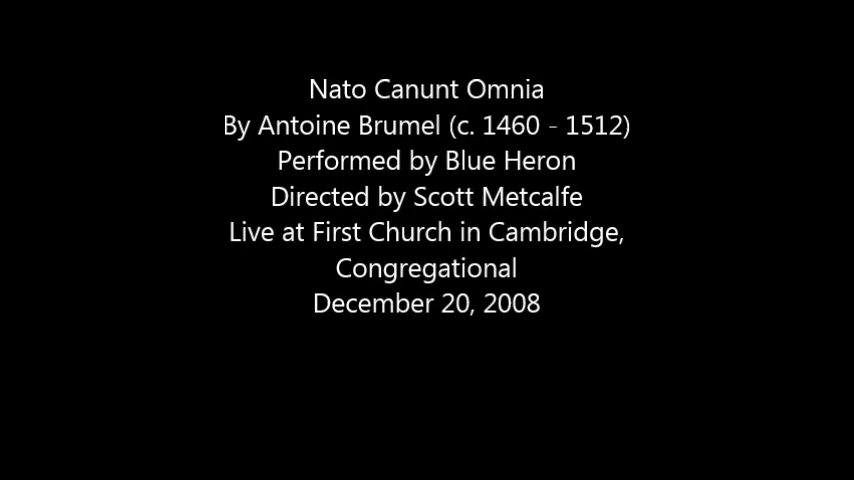 Nato Canunt Omnia
By Antoine Brumel (c. 1460 - 1512)
Performed by Blue Heron
Directed by Scott Metcalfe
Live at First Church in Cambridge,
Congregational
December 20, 2008